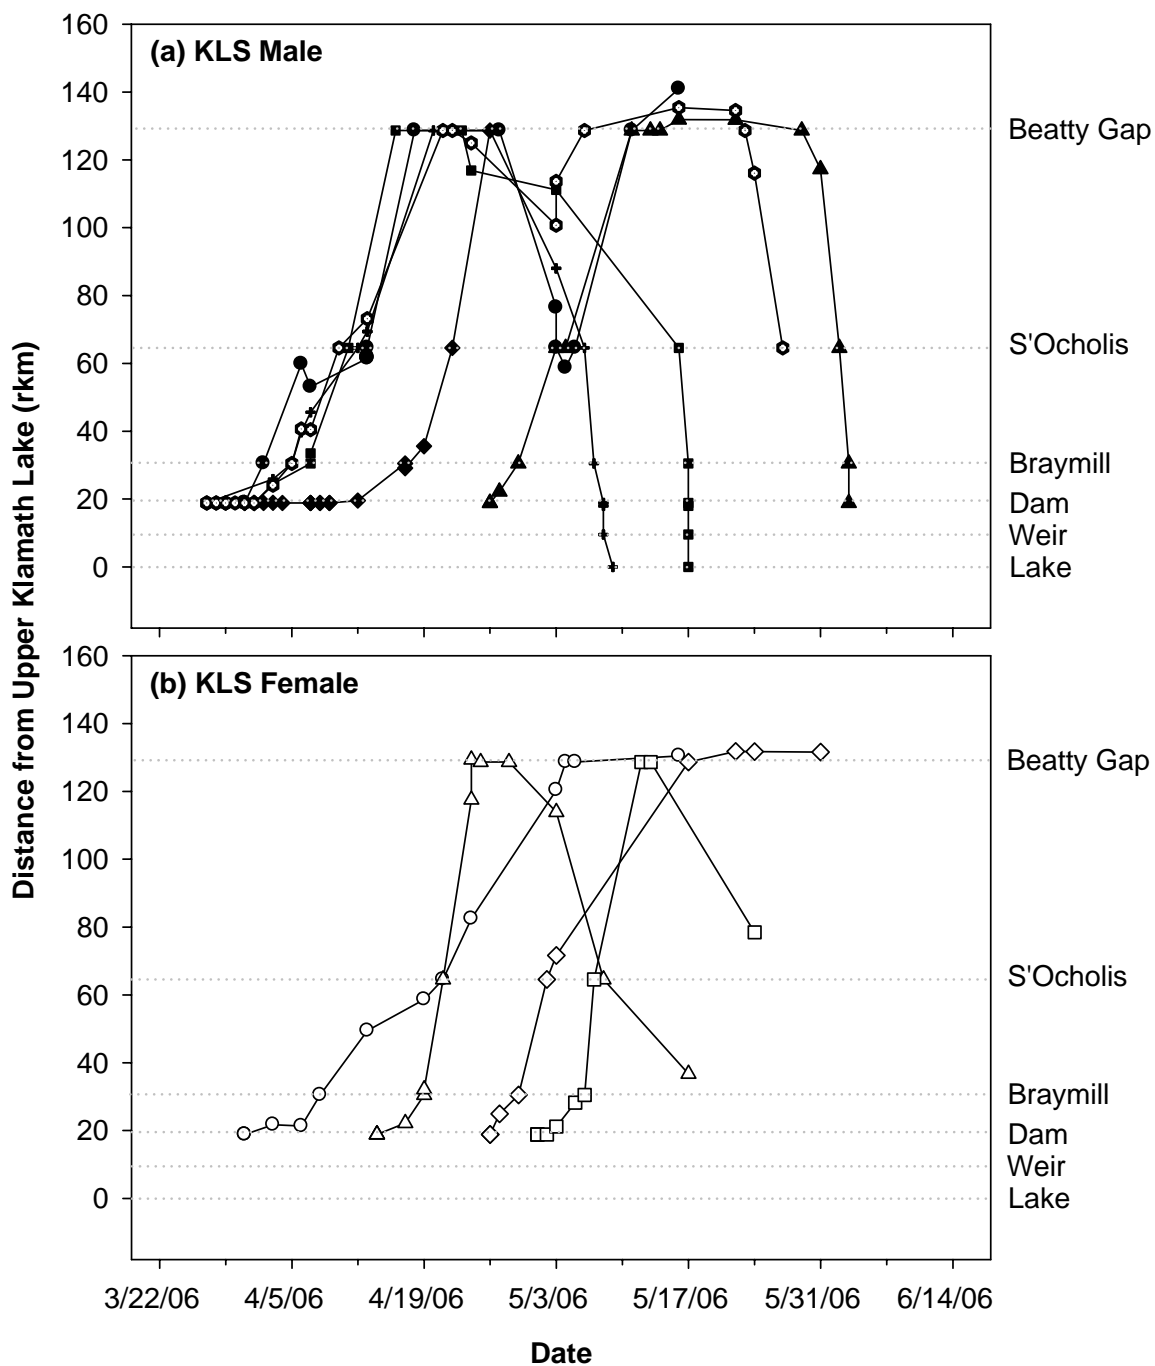 160
(a) KLS Male
140
Beatty Gap
120
100
80
S'Ocholis
60
40
Braymill
20
Dam
Weir
0
Lake
Distance from Upper Klamath Lake (rkm)
160
(b) KLS Female
140
Beatty Gap
120
100
80
S'Ocholis
60
40
Braymill
20
Dam
Weir
0
Lake
3/22/06 4/5/06 4/19/06 5/3/06 5/17/06 5/31/06 6/14/06
Date